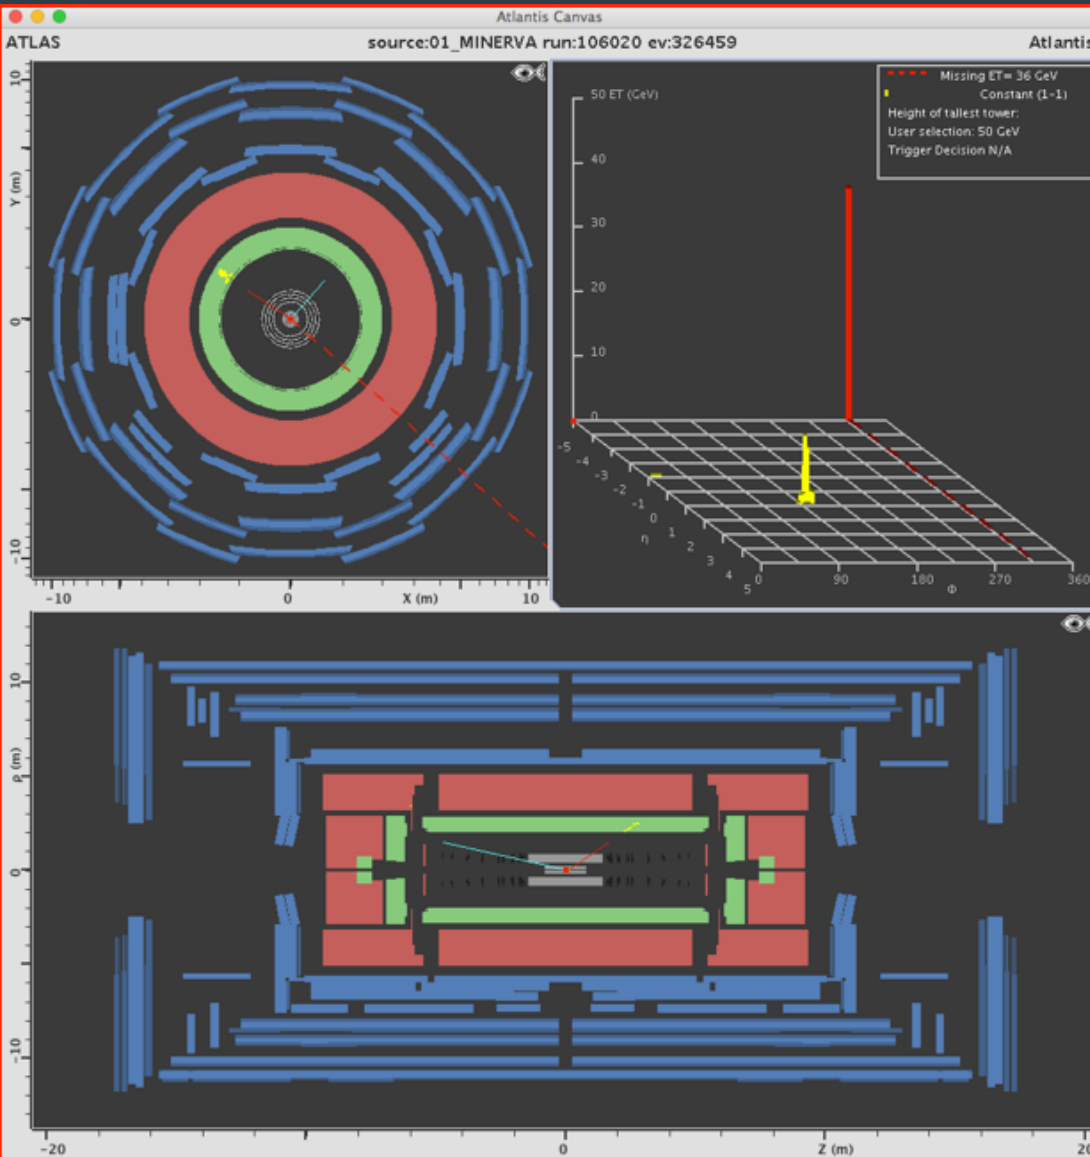 Atlantis Canvas
ATLAS source:01_MINERVA run:106020 ev:326459 Atlantis
10
Y (m)
0
-10
-10 0 X (m) 10
Missing ET= 36 GeV
Constant (1-1)
Height of tallest tower:
User selection: 50 GeV
Trigger Decision N/A
50 ET (GeV)
40
30
20
10
0
-5
-4
-3
-2
-1
0
η
1
2
3
4
5
0 90 180 270 360
Φ
10
ρ (m)
0
-10
-20 0 Z (m) 20